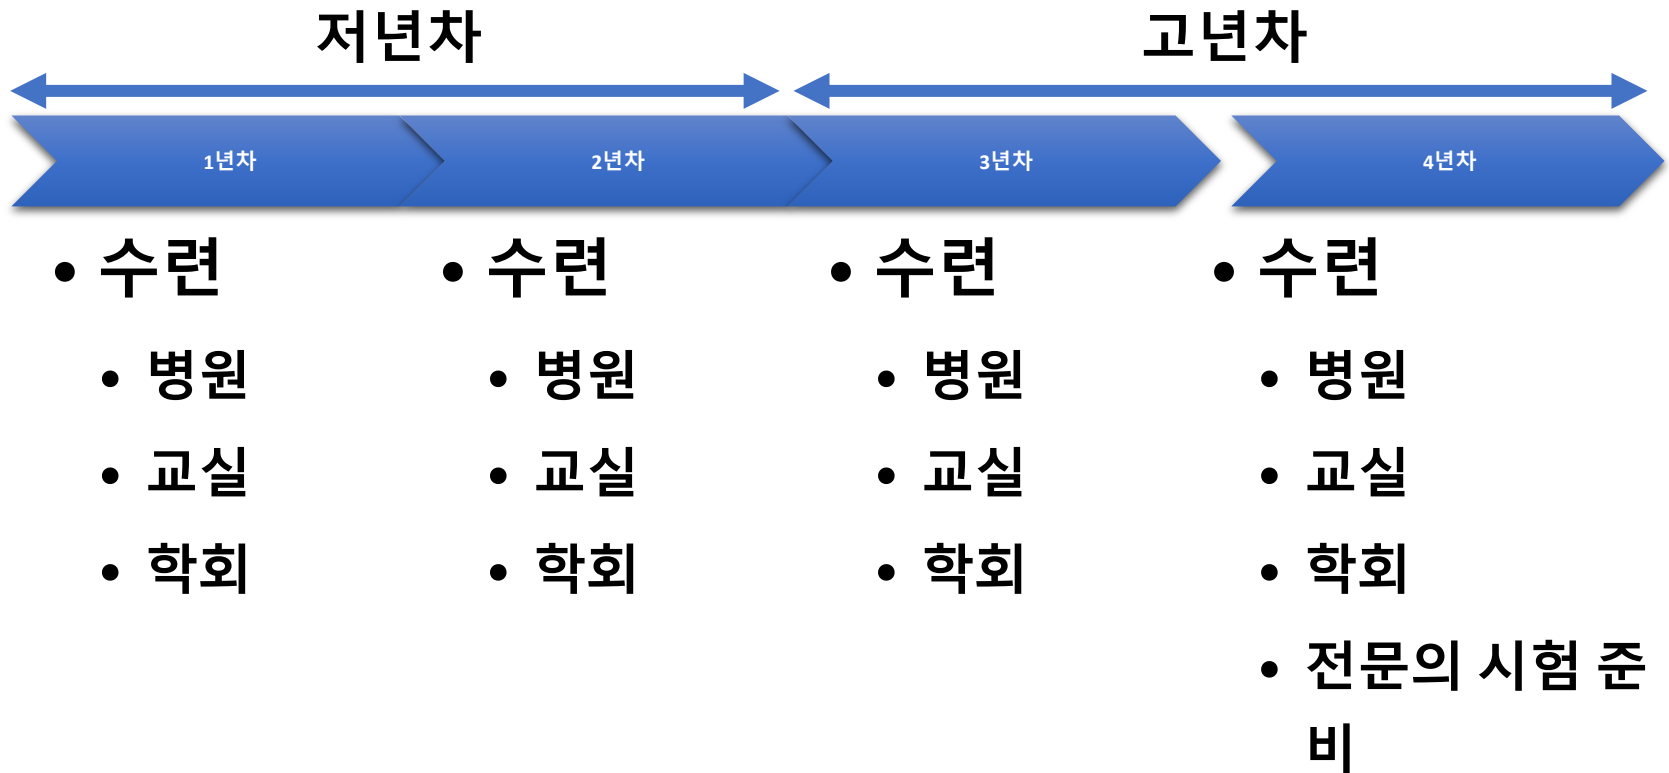 저년차
고년차
1년차
2년차
3년차
4년차
• 수련
• 병원
• 교실
• 학회
• 수련
• 병원
• 교실
• 학회
• 수련
• 병원
• 교실
• 학회
• 수련
• 병원
• 교실
• 학회
• 전문의 시험 준
비